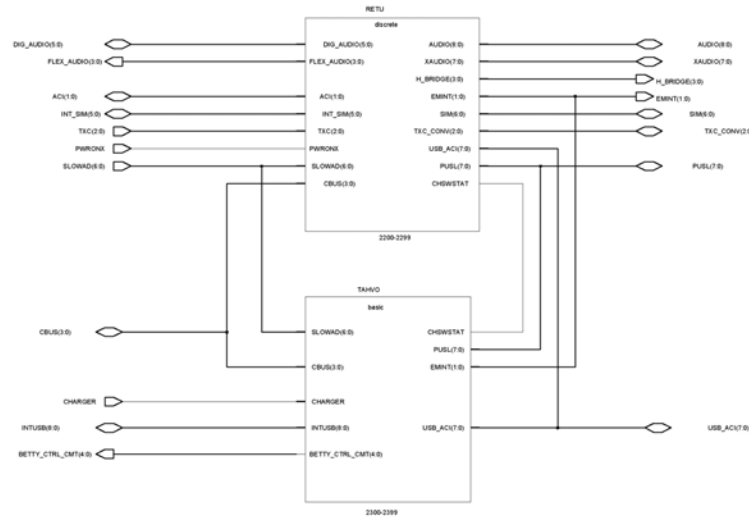 RETU
discrete
DIG_AUDIO(5:0) DIG_AUDIO(5:0) AUDIO(8:0) AUDIO(8:0)
FLEX_AUDIO(3:0) FLEX_AUDIO(3:0) XAUDIO(7:0) XAUDIO(7:0)
H_BRIDGE(3:0) H_BRIDGE(3:0)
ACI(1:0) ACI(1:0) EMINT(1:0) EMINT(1:0)
INT_SIM(5:0) INT_SIM(5:0) SIM(6:0) SIM(6:0)
TXC(2:0) TXC(2:0) TXC_CONV(2:0) TXC_CONV(2:0
PWRONX PWRONX USB_ACI(7:0)
SLOWAD(6:0) SLOWAD(6:0) PUSL(7:0) PUSL(7:0)
CBUS(3:0) CHSWSTAT
2200-2299
TAHVO
basic
CBUS(3:0) SLOWAD(6:0) CHSWSTAT
PUSL(7:0)
CBUS(3:0) EMINT(1:0)
CHARGER CHARGER
INTUSB(8:0) INTUSB(8:0) USB_ACI(7:0) USB_ACI(7:0)
BETTY_CTRL_CMT(4:0) BETTY_CTRL_CMT(4:0)
2300-2399